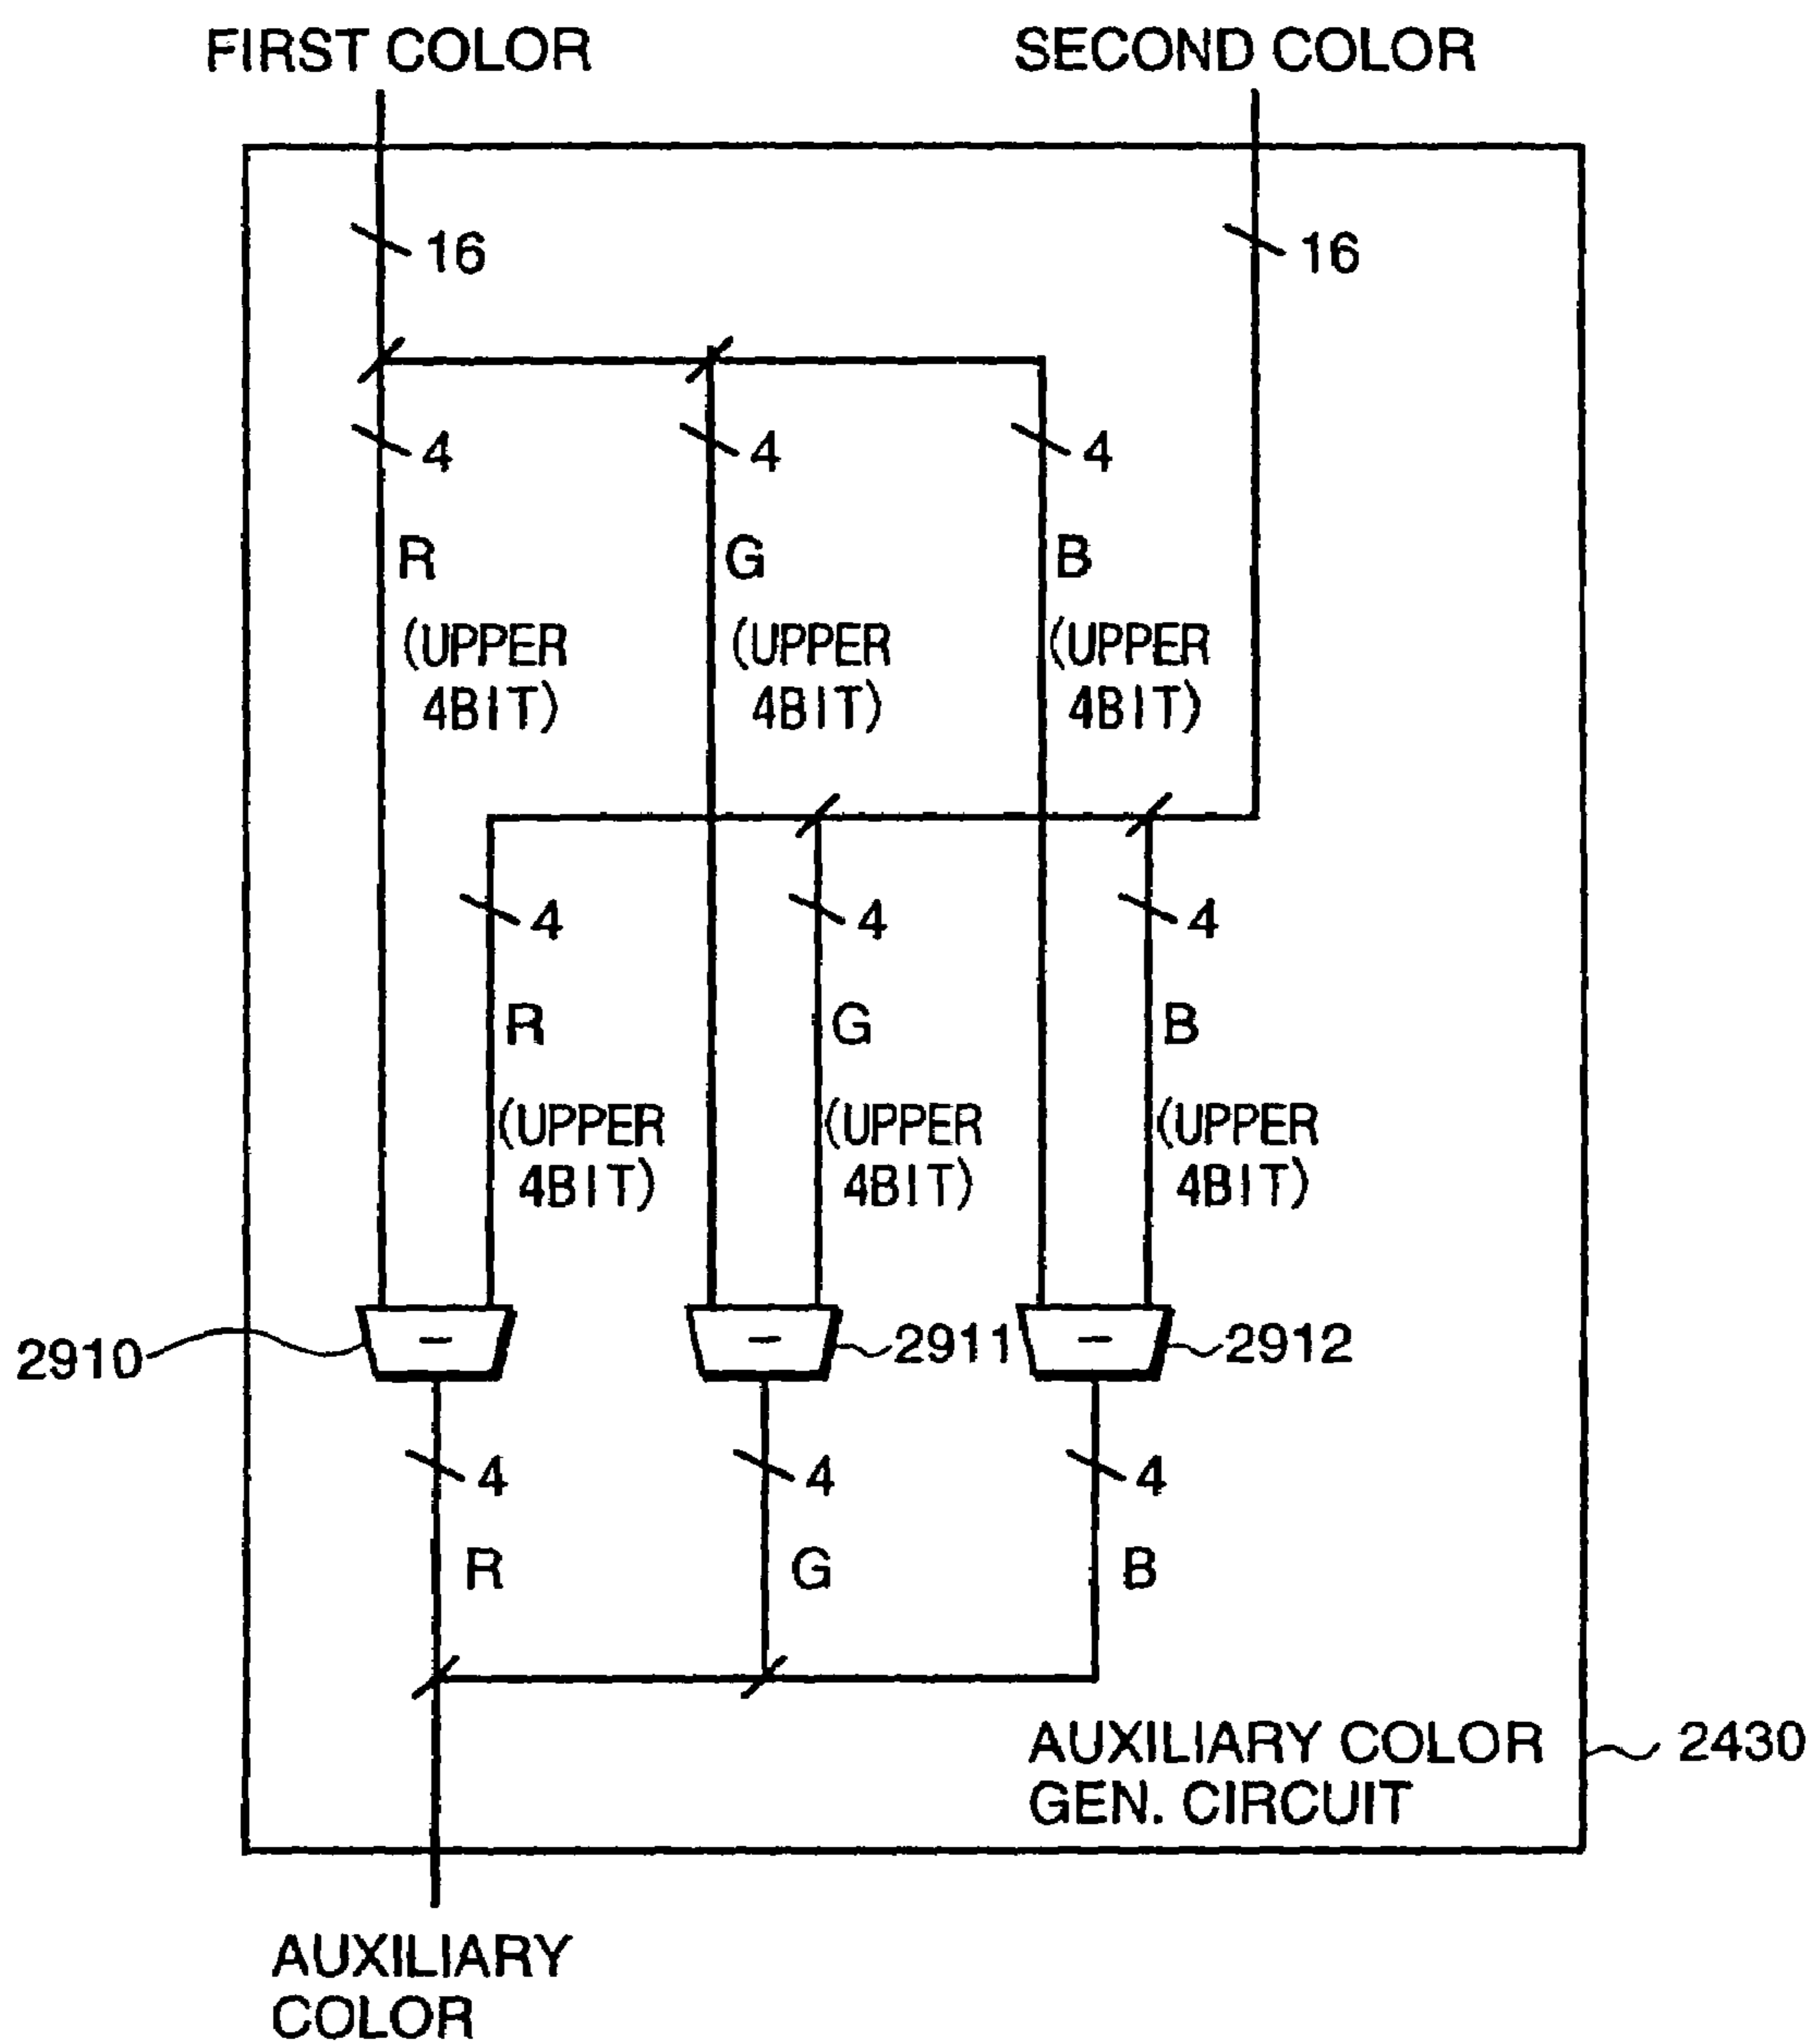 FIRST COLOR
SECOND COLOR
16
16
4
4
4
R
G
B
(UPPER
4BIT)
(UPPER
4BIT)
(UPPER
4BIT)
4
4
4
R
G
B
(UPPER
4BIT)
(UPPER
4BIT)
(UPPER
4BIT)
−
−
−
2910
2911
2912
4
4
4
R
G
B
AUXILIARY COLOR
GEN. CIRCUIT
2430
AUXILIARY
COLOR